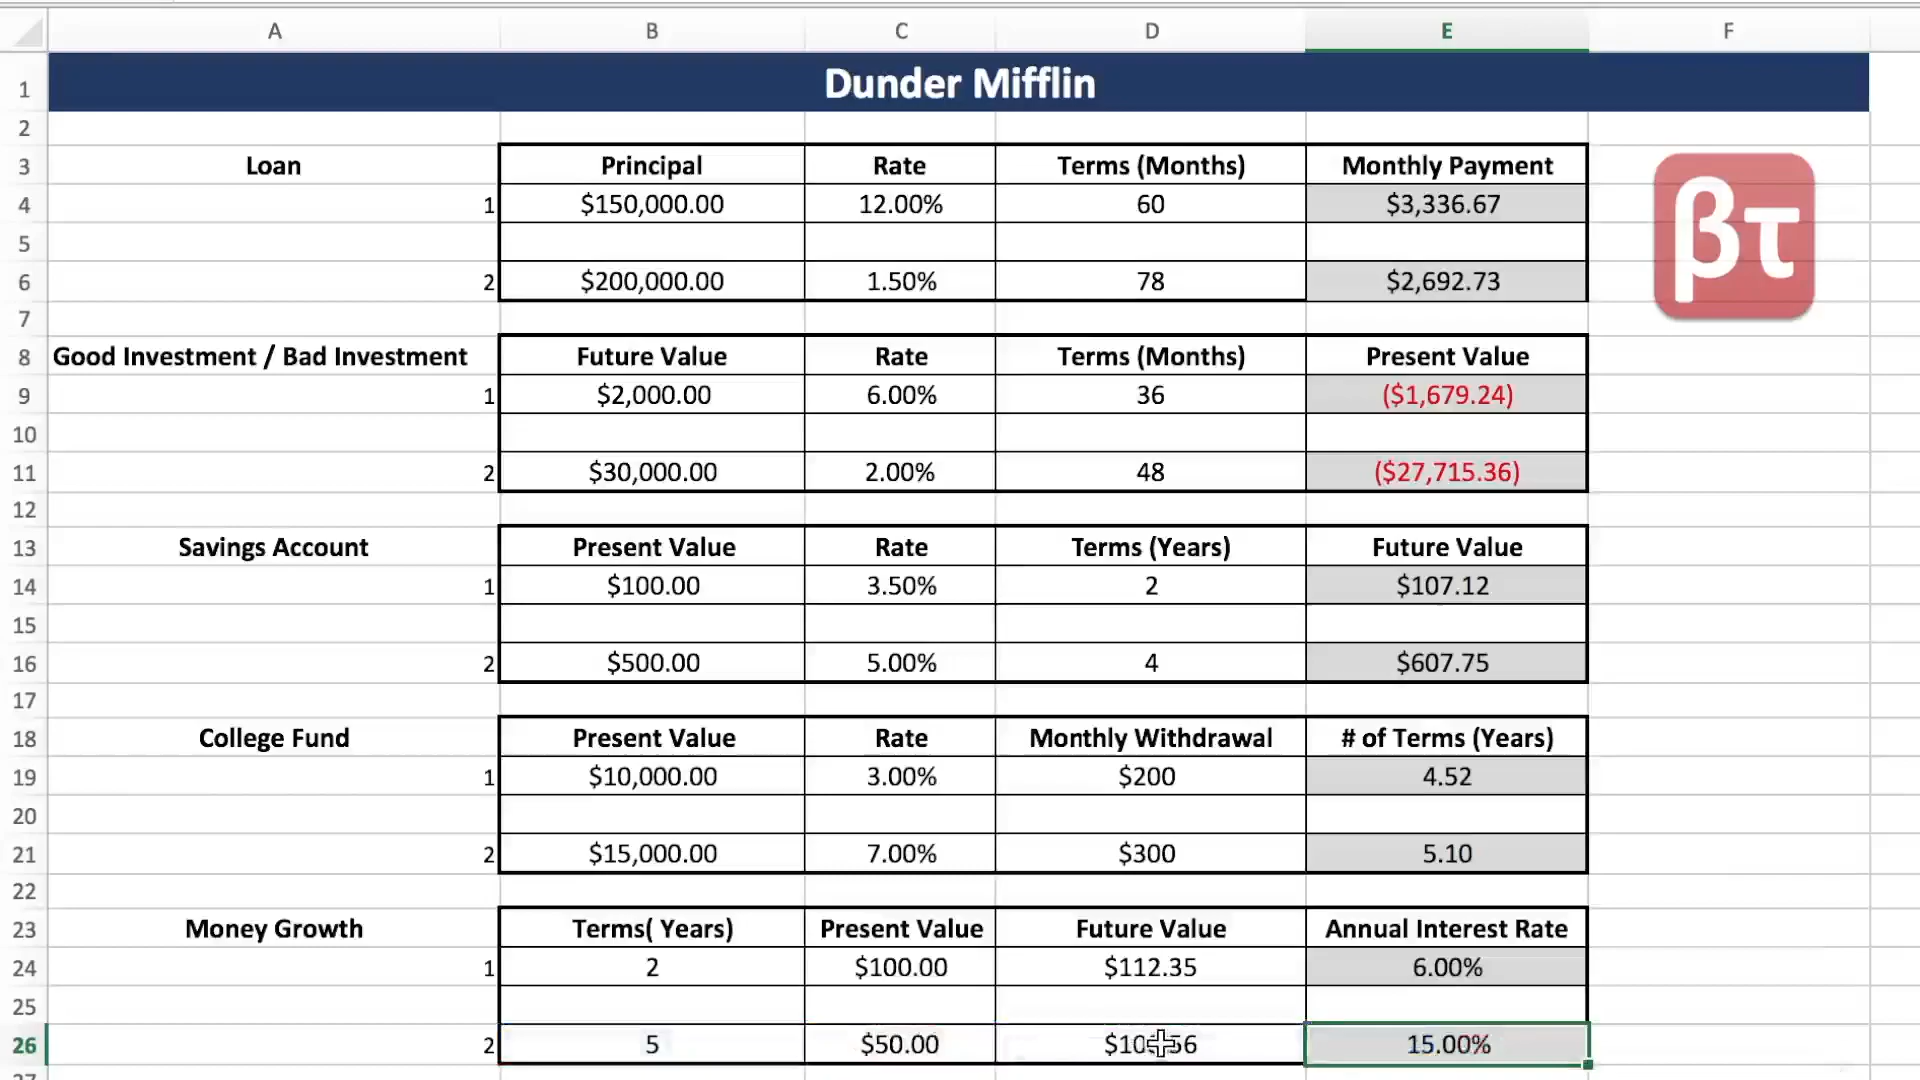 A B C D E F
1 Dunder Mifflin
2
3 Loan Principal Rate Terms (Months) Monthly Payment
4 1 $150,000.00 12.00% 60 $3,336.67
5
6 2 $200,000.00 1.50% 78 $2,692.73
7
8 Good Investment / Bad Investment Future Value Rate Terms (Months) Present Value
9 1 $2,000.00 6.00% 36 ($1,679.24)
10
11 2 $30,000.00 2.00% 48 ($27,715.36)
12
13 Savings Account Present Value Rate Terms (Years) Future Value
14 1 $100.00 3.50% 2 $107.12
15
16 2 $500.00 5.00% 4 $607.75
17
18 College Fund Present Value Rate Monthly Withdrawal # of Terms (Years)
19 1 $10,000.00 3.00% $200 4.52
20
21 2 $15,000.00 7.00% $300 5.10
22
23 Money Growth Terms( Years) Present Value Future Value Annual Interest Rate
24 1 2 $100.00 $112.35 6.00%
25
26 2 5 $50.00 15.00%
βτ